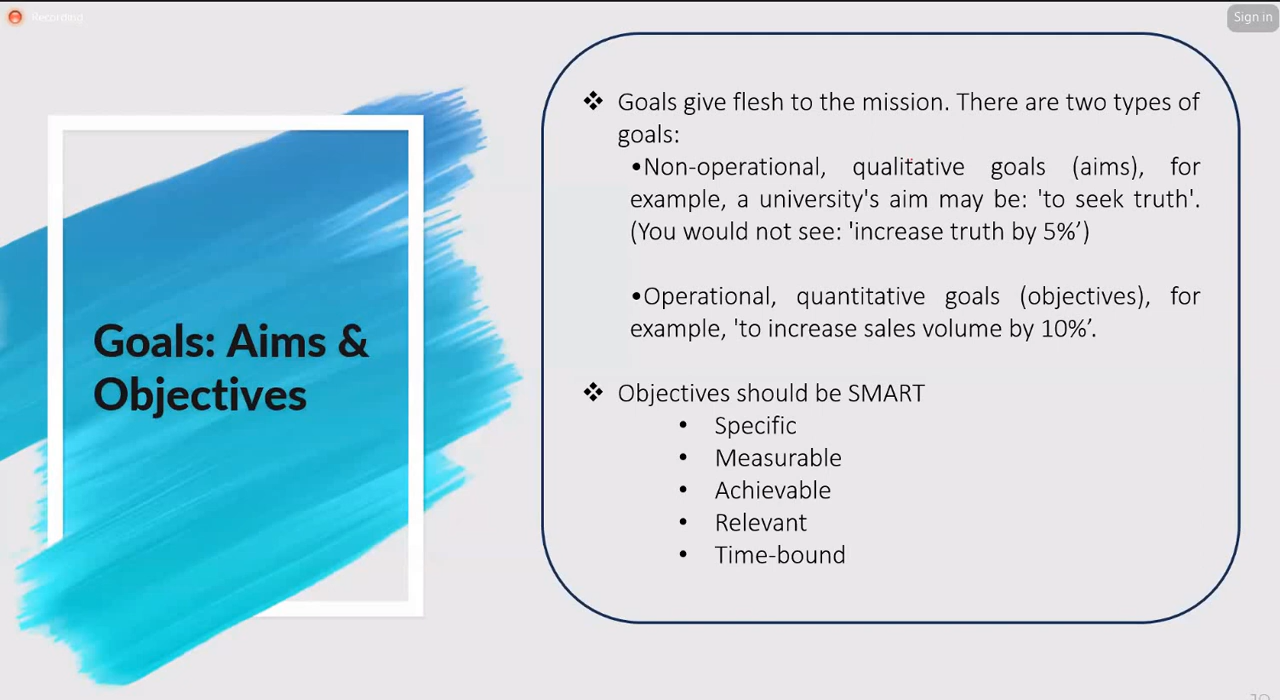 Recording
Sign in
Goals: Aims &
Objectives
❖ Goals give flesh to the mission. There are two types of
goals:
•Non-operational, qualitative goals (aims), for
example, a university's aim may be: 'to seek truth'.
(You would not see: 'increase truth by 5%’)
•Operational, quantitative goals (objectives), for
example, 'to increase sales volume by 10%’.
❖ Objectives should be SMART
• Specific
• Measurable
• Achievable
• Relevant
• Time-bound